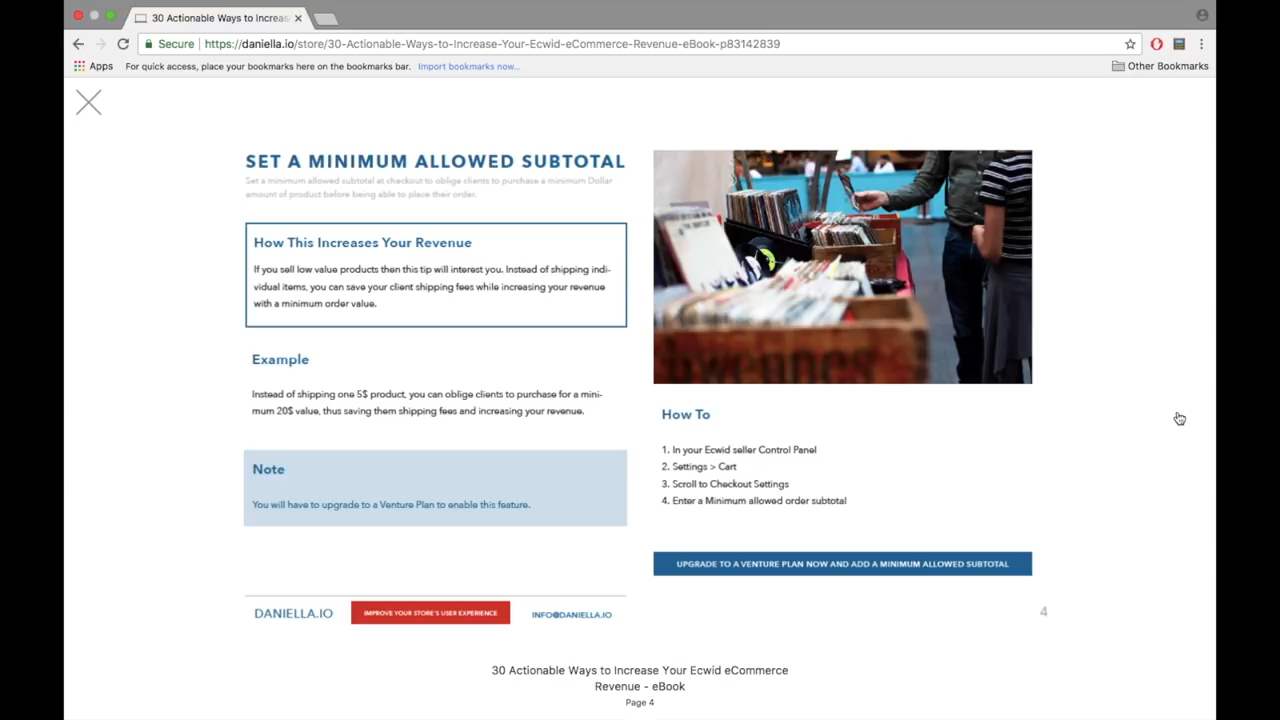 30 Actionable Ways to Increas
Secure
https://daniella.io/store/30-Actionable-Ways-to-Increase-Your-Ecwid-eCommerce-Revenue-eBook-p83142839
Apps
For quick access, place your bookmarks here on the bookmarks bar.
Import bookmarks now...
Other Bookmarks
SET A MINIMUM ALLOWED SUBTOTAL
Set a minimum allowed subtotal at checkout to oblige clients to purchase a minimum Dollar
amount of product before being able to place their order.
How This Increases Your Revenue
If you sell low value products then this tip will interest you. Instead of shipping indi-
vidual items, you can save your client shipping fees while increasing your revenue
with a minimum order value.
Example
Instead of shipping one 5$ product, you can oblige clients to purchase for a mini-
mum 20$ value, thus saving them shipping fees and increasing your revenue.
Note
You will have to upgrade to a Venture Plan to enable this feature.
How To
1. In your Ecwid seller Control Panel
2. Settings > Cart
3. Scroll to Checkout Settings
4. Enter a Minimum allowed order subtotal
UPGRADE TO A VENTURE PLAN NOW AND ADD A MINIMUM ALLOWED SUBTOTAL
DANIELLA.IO
IMPROVE YOUR STORE'S USER EXPERIENCE
INFO@DANIELLA.IO
4
30 Actionable Ways to Increase Your Ecwid eCommerce
Revenue - eBook
Page 4